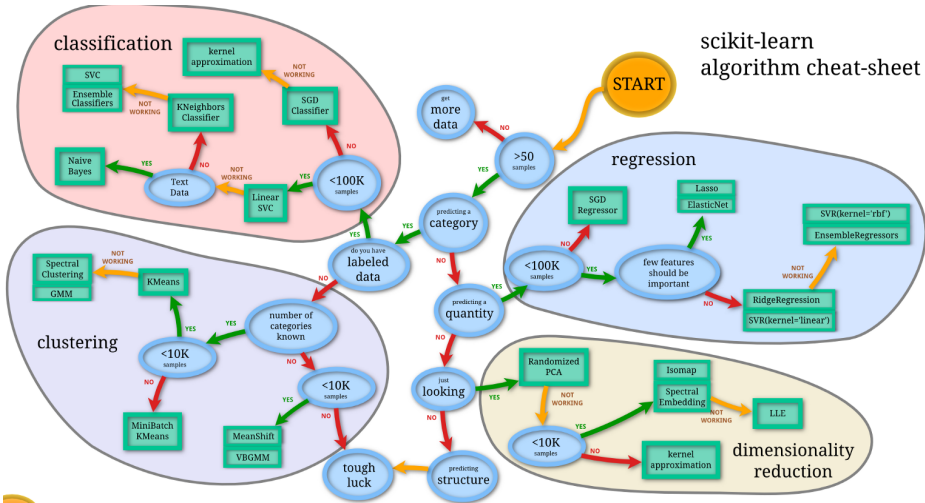 scikit-learn
algorithm cheat-sheet
START
classification
kernel
approximation
NOT
WORKING
SVC
Ensemble
Classifiers
NOT
WORKING
KNeighbors
Classifier
SGD
Classifier
NO
NO
Naive
Bayes
YES
Text
Data
NOT
WORKING
Linear
SVC
YES
<100K
samples
YES
get
more
data
NO
>50
samples
YES
predicting a
category
YES
do you have
labeled
data
NO
NO
regression
SGD
Regressor
NO
<100K
samples
YES
YES
Lasso
ElasticNet
YES
few features
should be
important
NO
SVR(kernel='rbf')
EnsembleRegressors
NOT
WORKING
RidgeRegression
SVR(kernel='linear')
predicting a
quantity
NO
clustering
Spectral
Clustering
GMM
NOT
WORKING
KMeans
YES
<10K
samples
YES
number of
categories
known
NO
NO
MiniBatch
KMeans
<10K
samples
YES
NO
MeanShift
VBGMM
just
looking
YES
NO
Randomized
PCA
NOT
WORKING
<10K
samples
YES
NO
Isomap
Spectral
Embedding
NOT
WORKING
LLE
kernel
approximation
dimensionality
reduction
tough
luck
predicting
structure